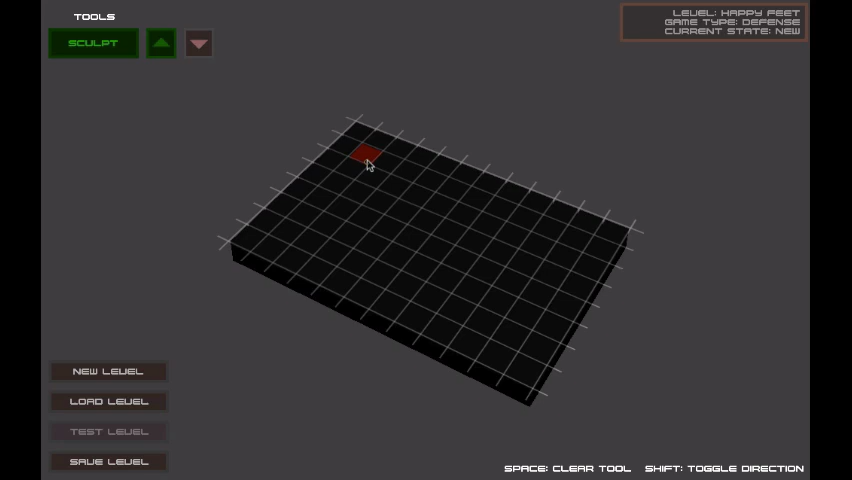 TOOLS
SCULPT
LEVEL: HAPPY FEET
GAME TYPE: DEFENSE
CURRENT STATE: NEW
NEW LEVEL
LOAD LEVEL
TEST LEVEL
SAVE LEVEL
SPACE: CLEAR TOOL SHIFT: TOGGLE DIRECTION